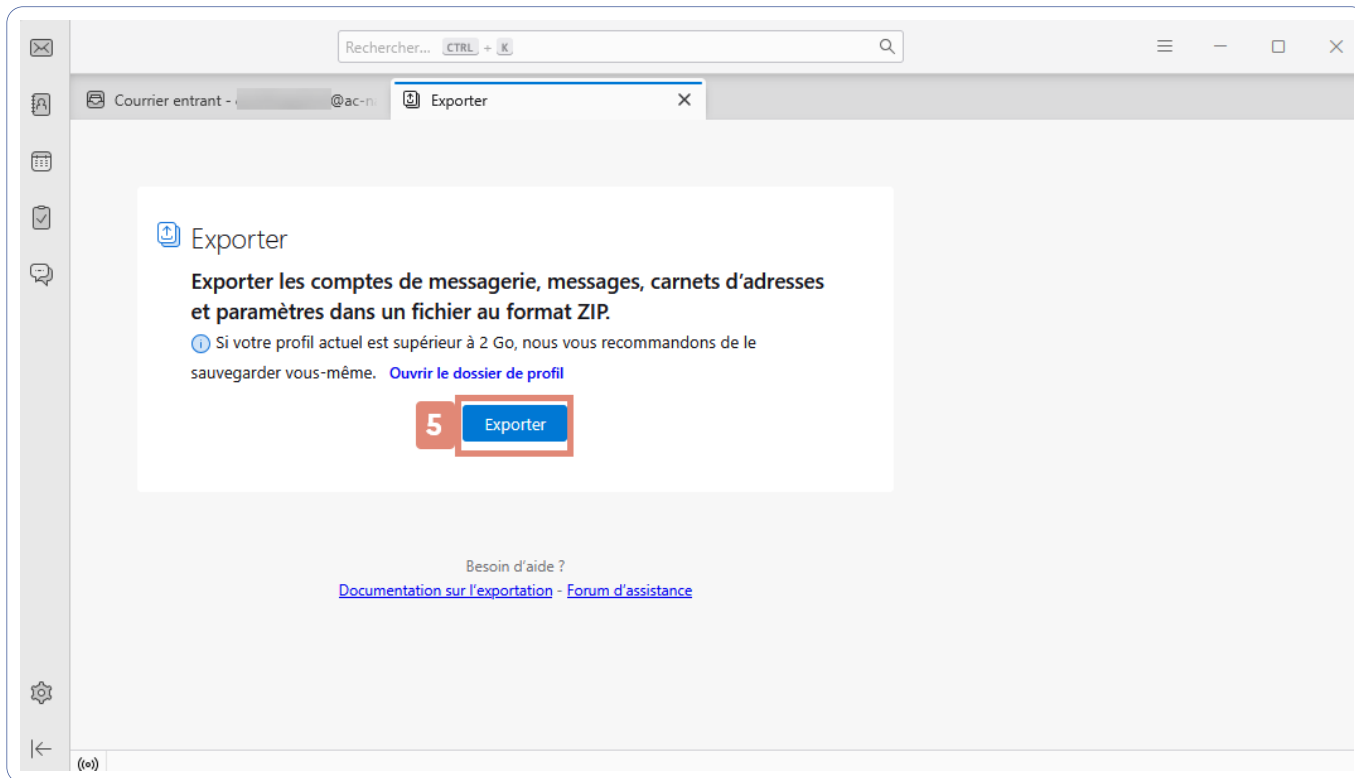 Rechercher... CTRL + K
Courrier entrant - @ac-n
Exporter
Exporter
Exporter les comptes de messagerie, messages, carnets d'adresses
et paramètres dans un fichier au format ZIP.
Si votre profil actuel est supérieur à 2 Go, nous vous recommandons de le
sauvegarder vous-même. Ouvrir le dossier de profil
5 Exporter
Besoin d'aide ?
Documentation sur l'exportation - Forum d'assistance